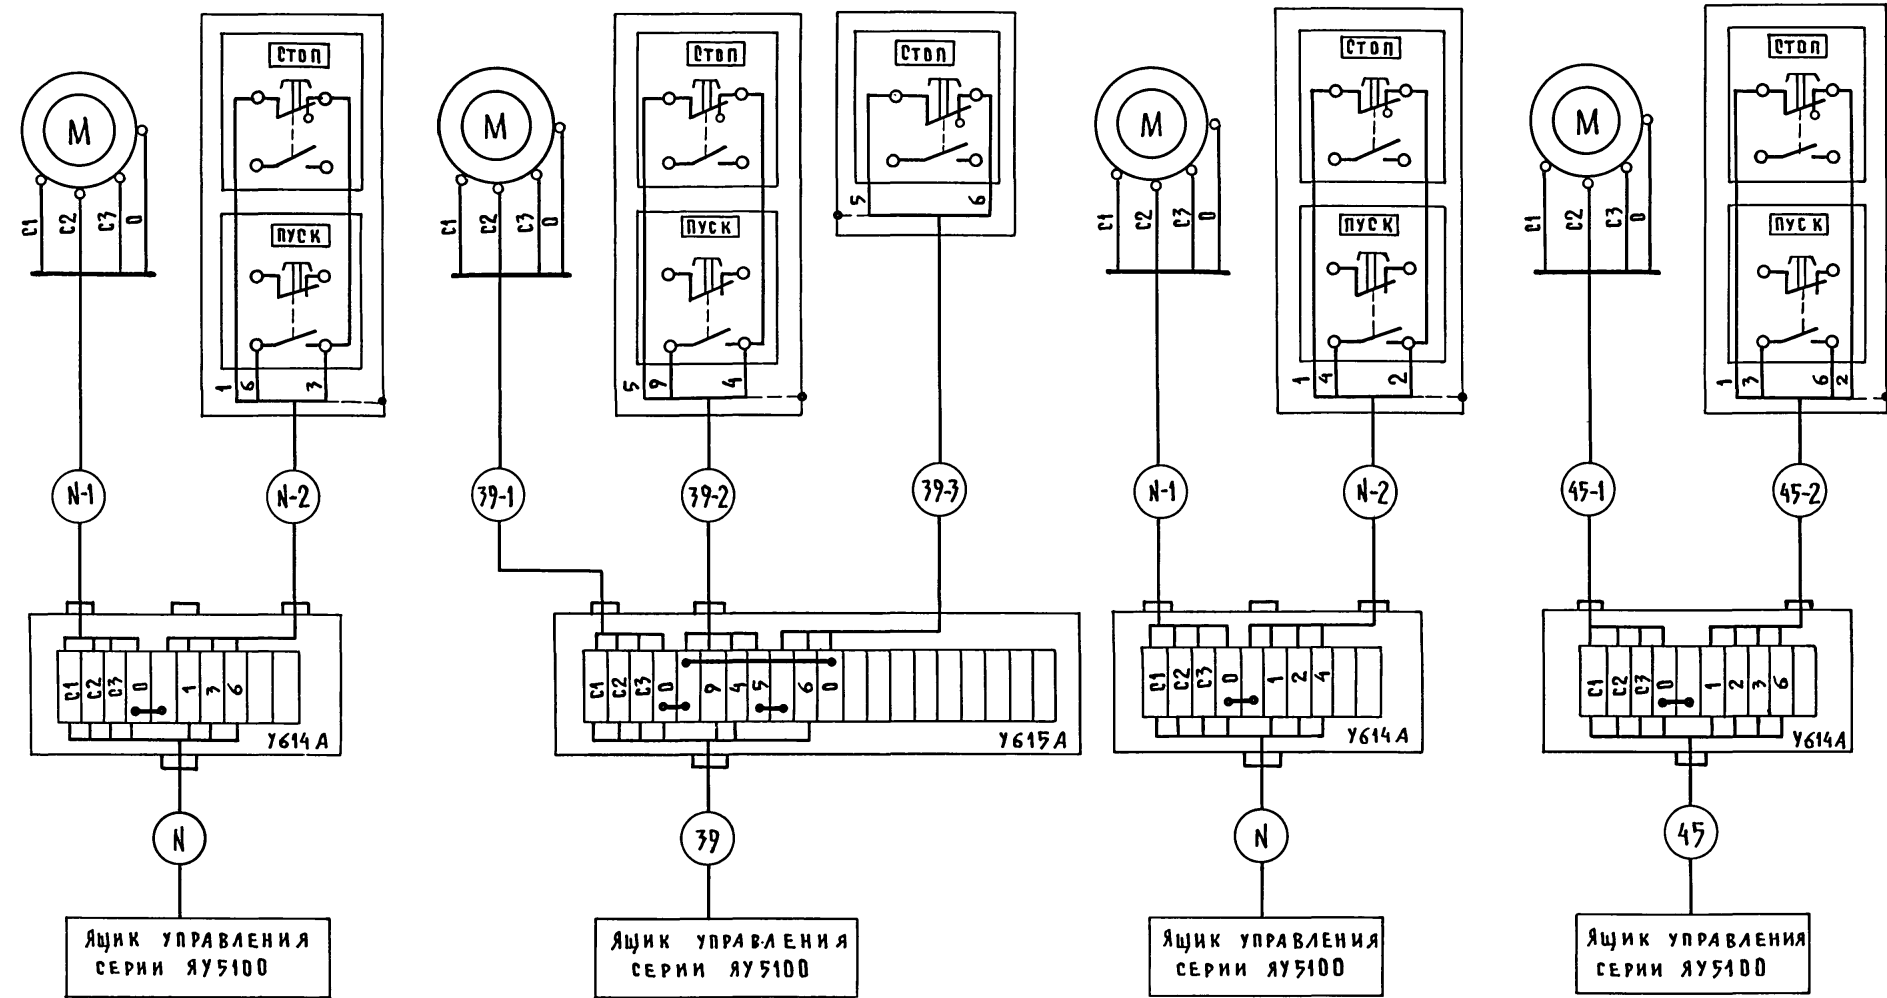 СТОП
М
С1
С2
С3
0
ПУСК
1
6
3
N-1
N-2
С1
С2
С3
0
1
3
6
У614А
N
ЯЩИК УПРАВЛЕНИЯ
СЕРИИ ЯУ5100
СТОП
М
С1
С2
С3
0
ПУСК
5
9
4
СТОП
5
6
39-1
39-2
39-3
С1
С2
С3
0
9
4
5
6
0
У615А
39
ЯЩИК УПРАВЛЕНИЯ
СЕРИИ ЯУ5100
СТОП
М
С1
С2
С3
0
ПУСК
1
4
2
N-1
N-2
С1
С2
С3
0
1
2
4
У614А
N
ЯЩИК УПРАВЛЕНИЯ
СЕРИИ ЯУ5100
СТОП
М
С1
С2
С3
0
ПУСК
1
3
6
2
45-1
45-2
С1
С2
С3
0
1
2
3
6
У614А
45
ЯЩИК УПРАВЛЕНИЯ
СЕРИИ ЯУ5100